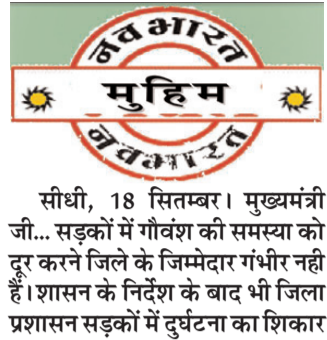 नवभारत
मुहिम
नवभारत
सीधी, 18 सितम्बर। मुख्यमंत्री
जी... सड़कों में गौवंश की समस्या को
दूर करने जिले के जिम्मेदार गंभीर नही
हैं। शासन के निर्देश के बाद भी जिला
प्रशासन सड़कों में दुर्घटना का शिकार